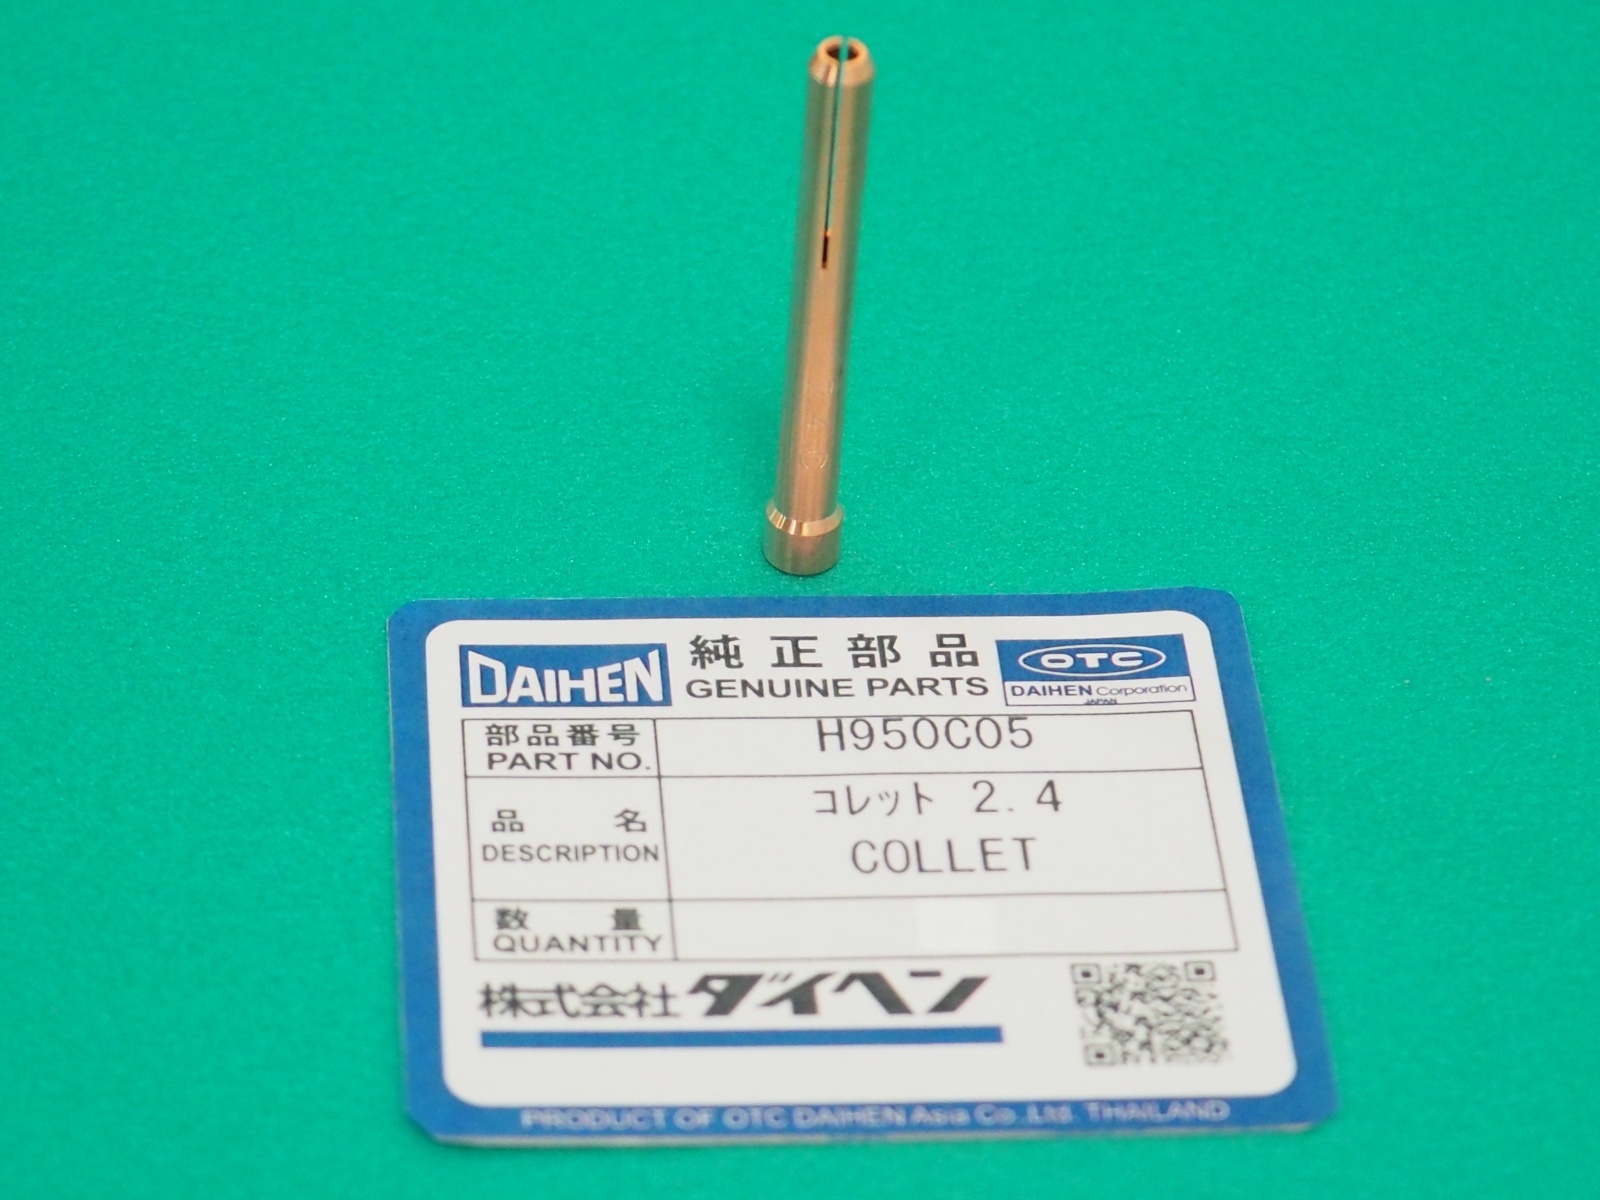 DAIHEN
純正部品
GENUINE PARTS
OTC
DAIHEN Corporation
JAPAN
部品番号
PART NO.
H950C05
品名
DESCRIPTION
コレット 2.4
COLLET
数量
QUANTITY
株式会社ダイヘン
PRODUCT OF OTC DAIHEN Asia Co.,Ltd. THAILAND